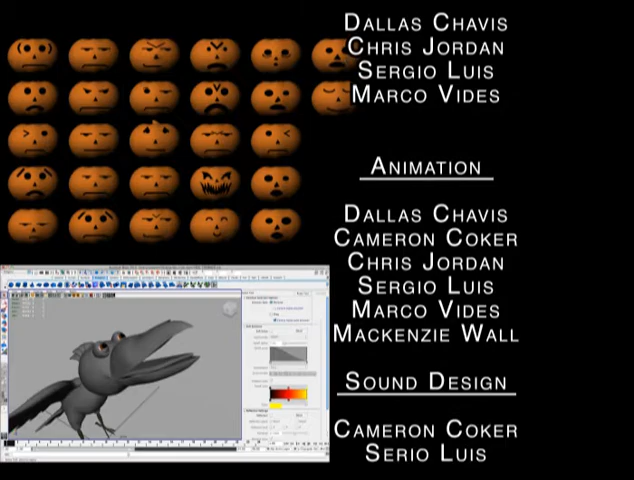 Dallas Chavis
Chris Jordan
Sergio Luis
Marco Vides
Animation
Dallas Chavis
Cameron Coker
Chris Jordan
Sergio Luis
Marco Vides
Mackenzie Wall
Sound Design
Cameron Coker
Serio Luis